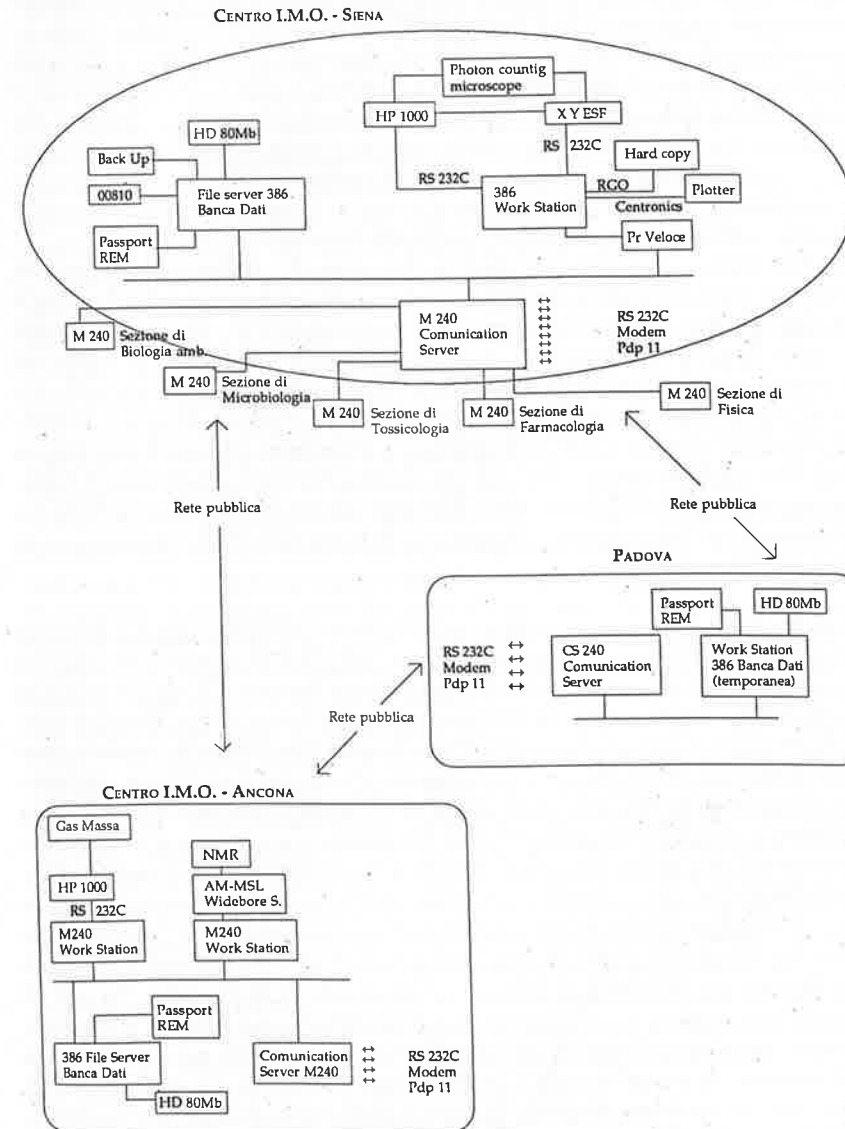 CENTRO I.M.O. - SIENA
Photon countig
microscope
HP 1000
X Y ESF
HD 80Mb
RS 232C
Hard copy
Back Up
RS 232C
RGO
Plotter
00810
File server 386
Banca Dati
386
Work Station
Centronics
Passport
REM
Pr Veloce
M 240
Comunication
Server
RS 232C
Modem
Pdp 11
M 240
Sezione di
Biologia amb.
M 240
Sezione di
Microbiologia
M 240
Sezione di
Tossicologia
M 240
Sezione di
Farmacologia
M 240
Sezione di
Fisica
Rete pubblica
Rete pubblica
PADOVA
Passport
REM
HD 80Mb
RS 232C
Modem
Pdp 11
CS 240
Comunication
Server
Work Station
386 Banca Dati
(temporanea)
Rete pubblica
CENTRO I.M.O. - ANCONA
Gas Massa
NMR
HP 1000
AM-MSL
Widebore S.
RS 232C
M240
Work Station
M240
Work Station
Passport
REM
386 File Server
Banca Dati
Comunication
Server M240
RS 232C
Modem
Pdp 11
HD 80Mb